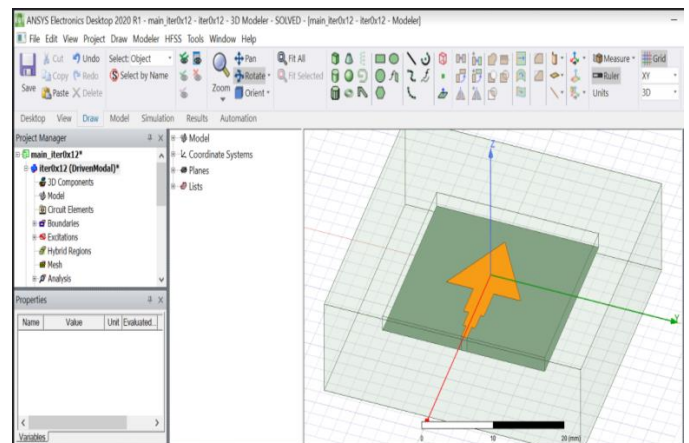 ANSYS Electronics Desktop 2020 R1 - main_iter0x12 - iter0x12 - 3D Modeler - SOLVED - [main_iter0x12 - iter0x12 - Modeler]
File Edit View Project Draw Modeler HFSS Tools Window Help
Save
Cut Undo Select: Object
Copy Redo Select by Name
Paste Delete
Zoom
Pan
Rotate
Orient
Fit All
Fit Selected
Measure Grid
Ruler XY
Units 3D
Desktop View Draw Model Simulation Results Automation
Project Manager
main_iter0x12*
iter0x12 (DrivenModal)*
3D Components
Model
Circuit Elements
Boundaries
Excitations
Hybrid Regions
Mesh
Analysis
Properties
Name Value Unit Evaluated...
Variables
Model
Coordinate Systems
Planes
Lists
Z
Y
0 10 20 (mm)